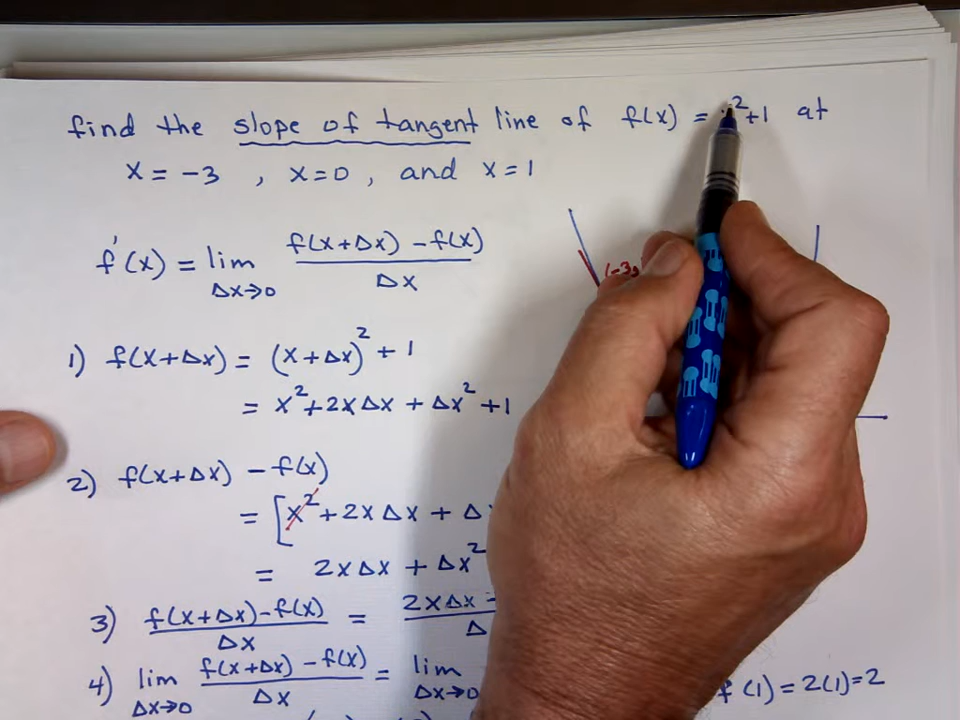 find the slope of tangent line of f(x) = x²+1 at
x = -3 , x=0 , and x=1
f'(x) = lim Δx→0 f(x+Δx) - f(x) / Δx
(-3,
1) f(x+Δx) = (x+Δx)² + 1
= x²+2xΔx + Δx² +1
2) f(x+Δx) - f(x)
= [x²+2xΔx + Δ
= 2xΔx + Δx²
3) f(x+Δx)-f(x) / Δx = 2xΔx
4) lim Δx→0 f(x+Δx) - f(x) / Δx = lim Δx→0
(1) = 2(1)=2